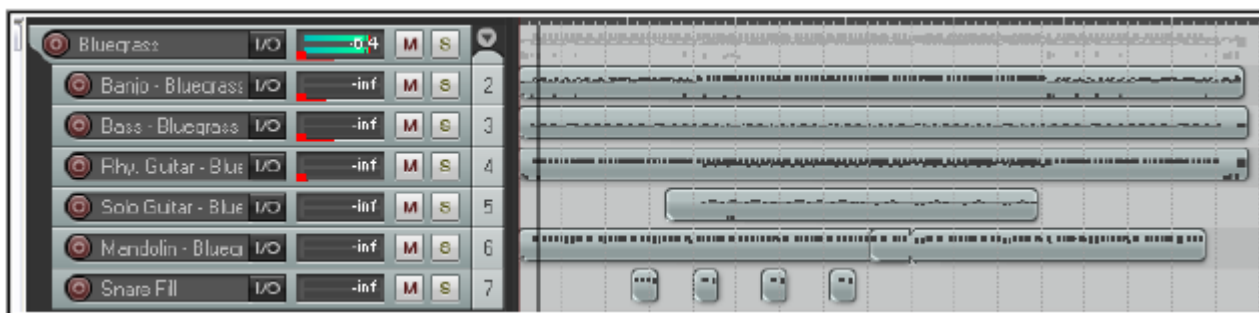 Bluegrass I/O -0.4 M S
Banjo - Bluegrass I/O -inf M S 2
Bass - Bluegrass I/O -inf M S 3
Rhy. Guitar - Blue I/O -inf M S 4
Solo Guitar - Blue I/O -inf M S 5
Mandolin - Bluegr I/O -inf M S 6
Snare Fill I/O -inf M S 7